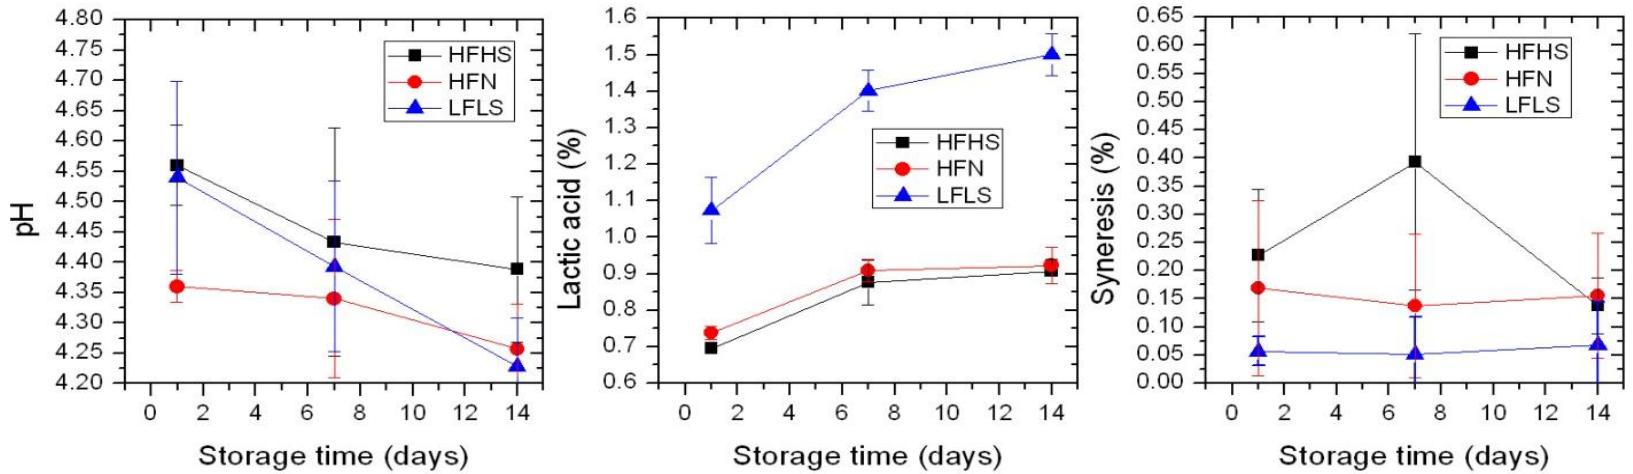 4.80
4.75
4.70
4.65
4.60
4.55
4.50
4.45
4.40
4.35
4.30
4.25
4.20
pH
HFHS
HFN
LFLS
0 2 4 6 8 10 12 14
Storage time (days)
1.6
1.5
1.4
1.3
1.2
1.1
1.0
0.9
0.8
0.7
0.6
Lactic acid (%)
HFHS
HFN
LFLS
0 2 4 6 8 10 12 14
Storage time (days)
0.65
0.60
0.55
0.50
0.45
0.40
0.35
0.30
0.25
0.20
0.15
0.10
0.05
0.00
Syneresis (%)
HFHS
HFN
LFLS
0 2 4 6 8 10 12 14
Storage time (days)